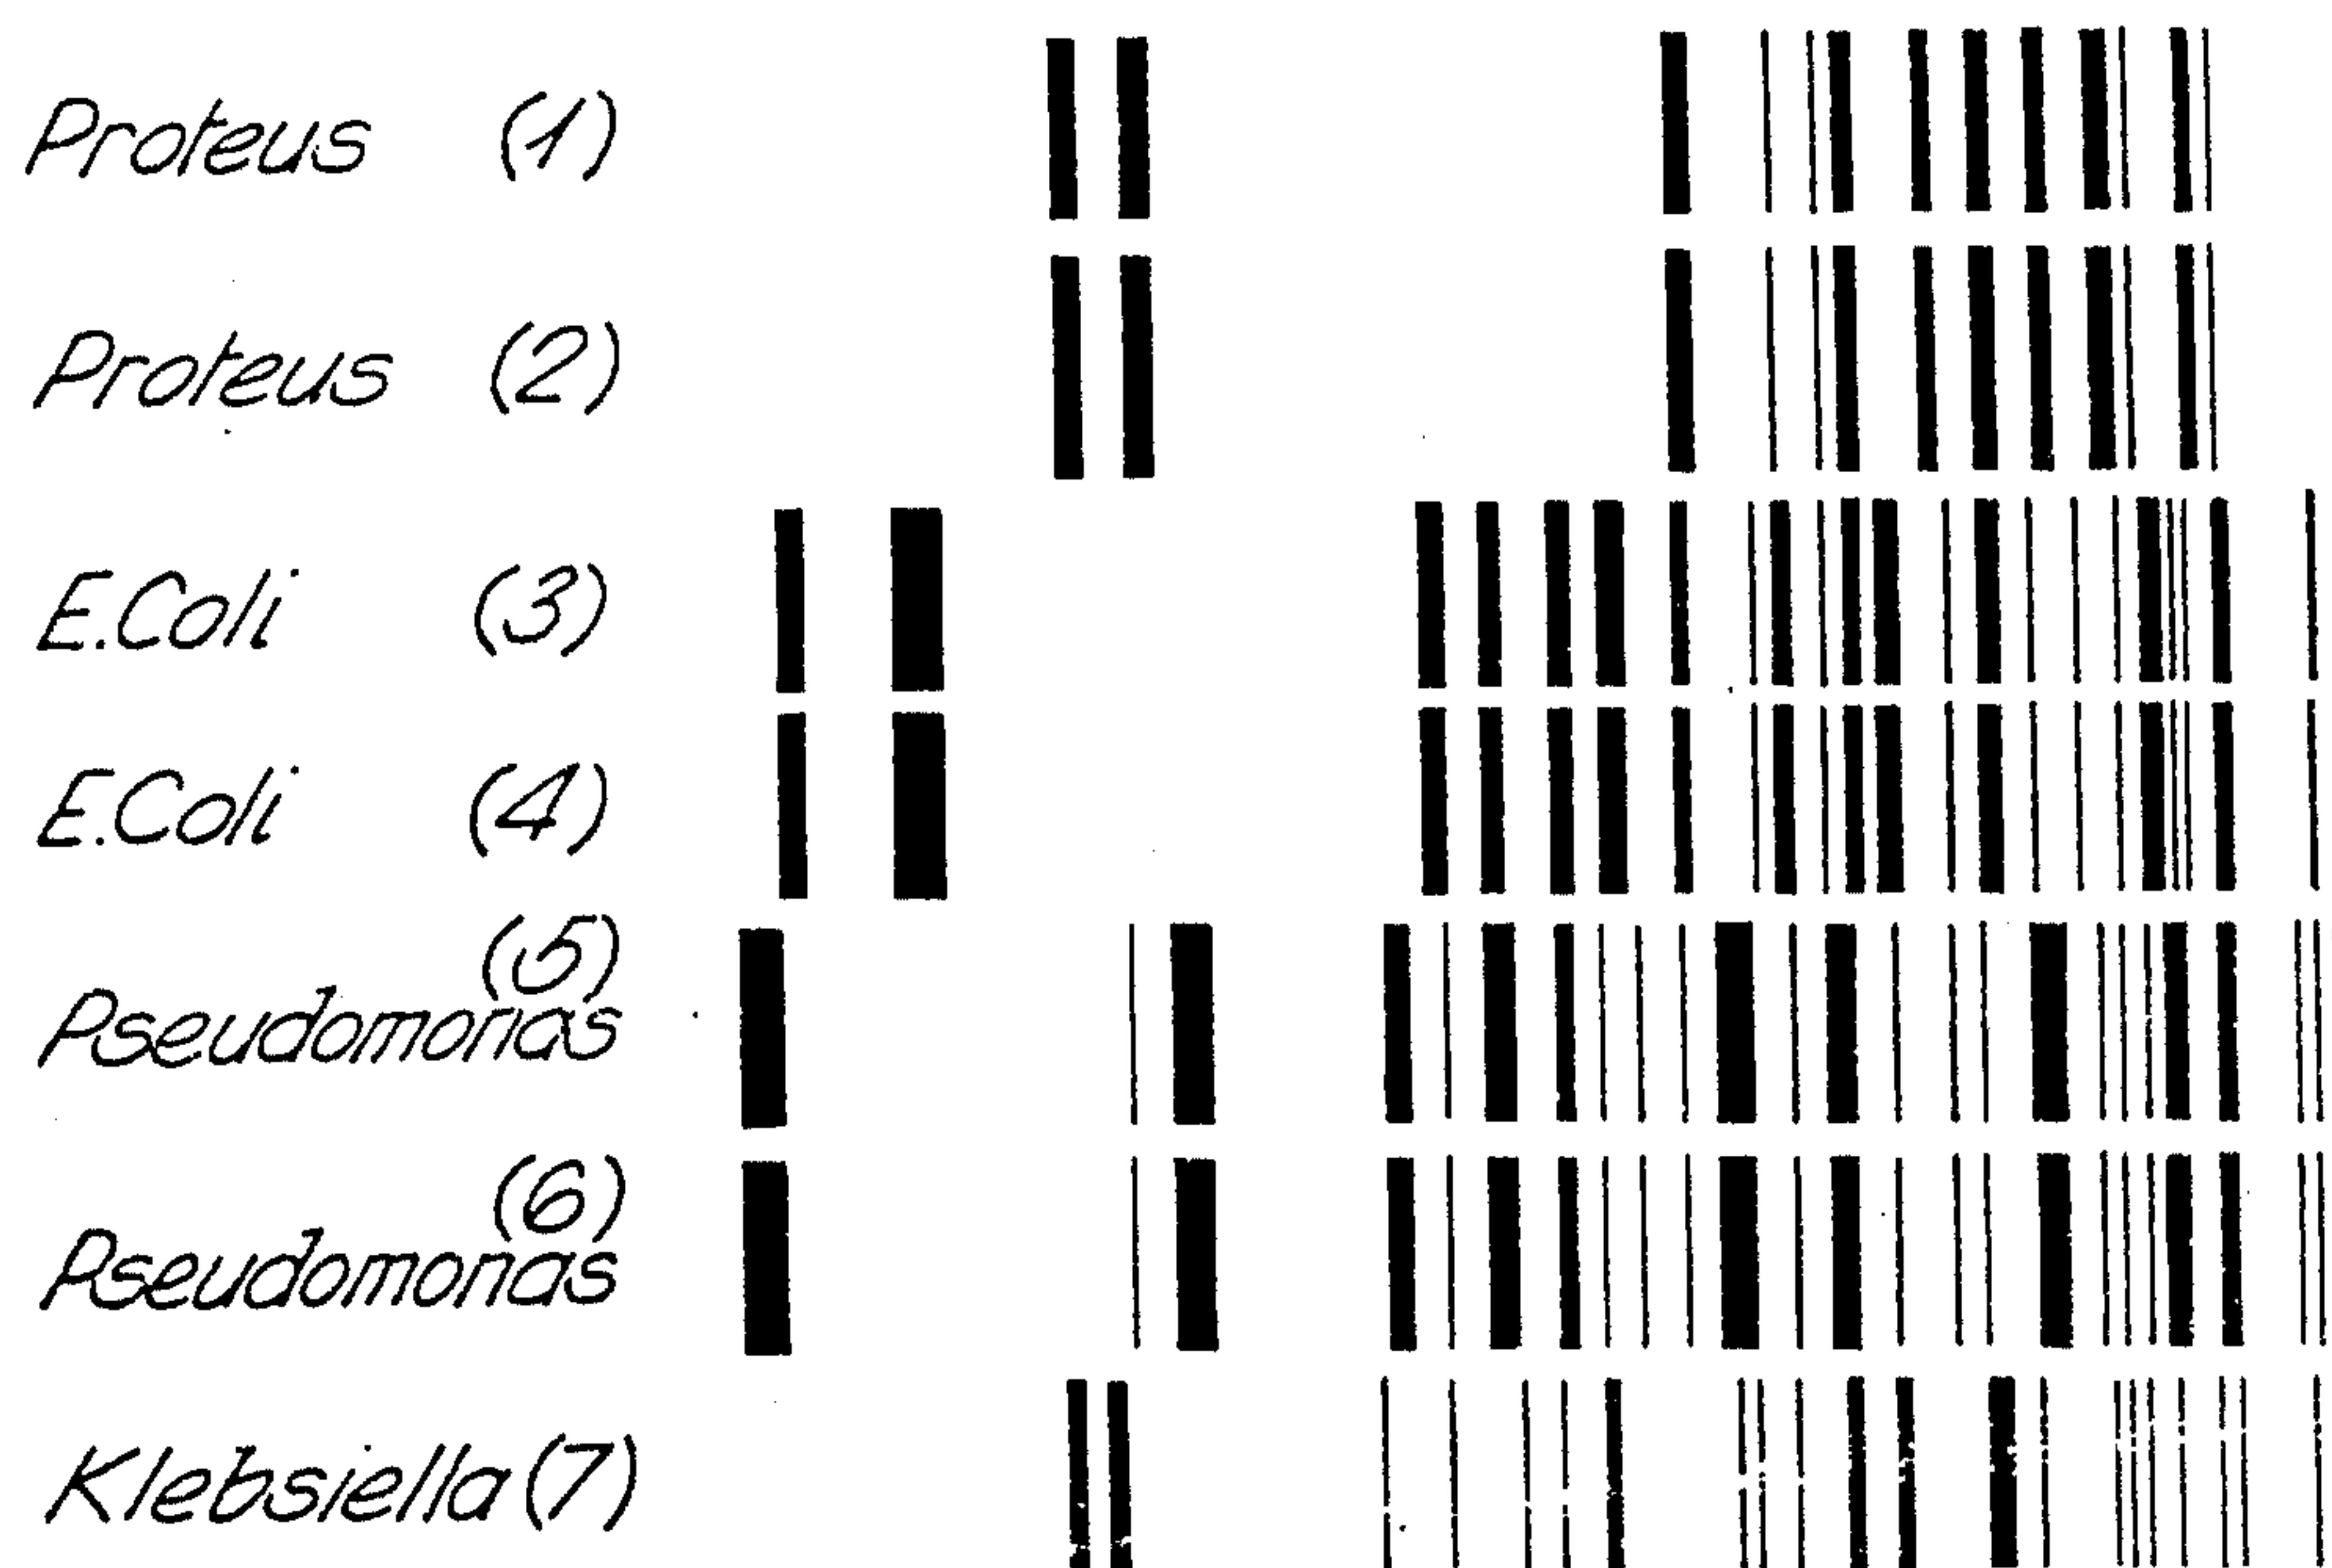 Proteus (1)
Proteus (2)
E.Coli (3)
E.Coli (4)
(5)
Pseudomonas
(6)
Pseudomonas
Klebsiella (7)